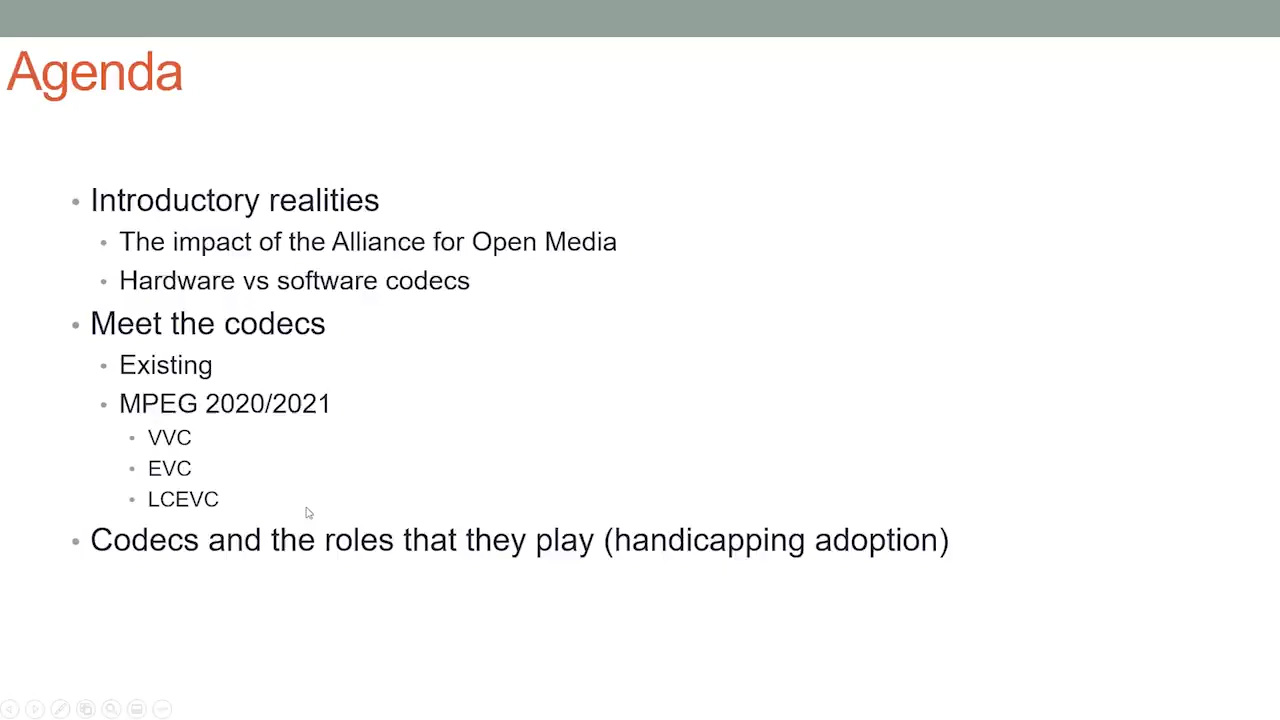 Agenda
Introductory realities
The impact of the Alliance for Open Media
Hardware vs software codecs
Meet the codecs
Existing
MPEG 2020/2021
VVC
EVC
LCEVC
Codecs and the roles that they play (handicapping adoption)